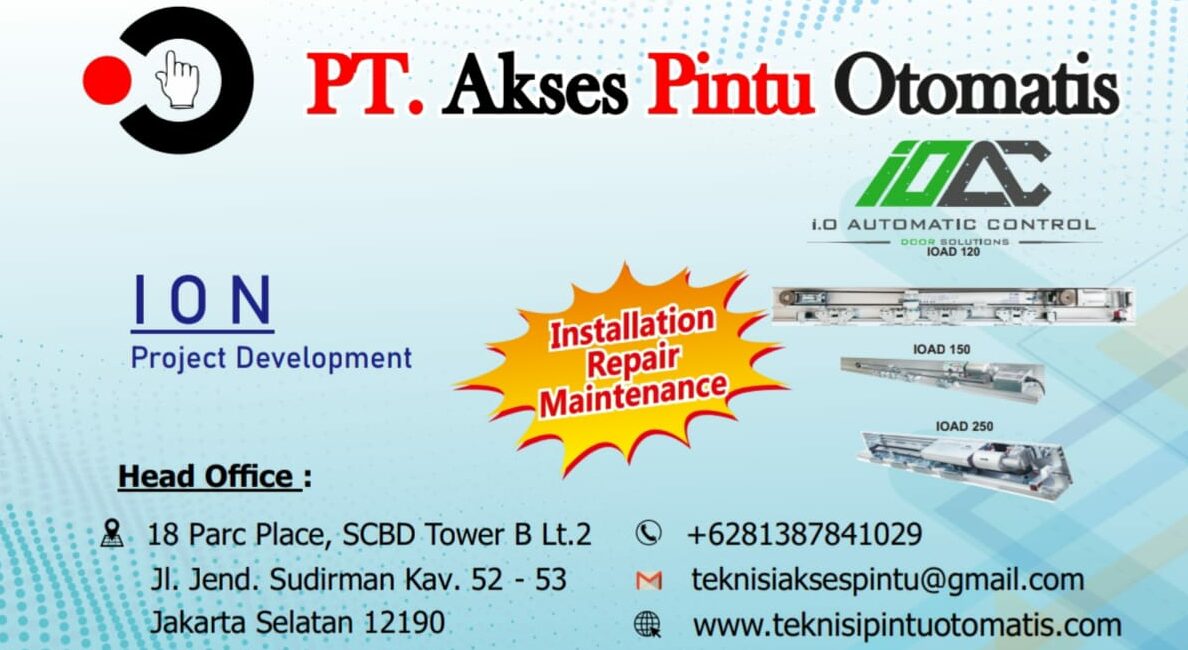 PT. Akses Pintu Otomatis
iOAC
i.O AUTOMATIC CONTROL
DOOR SOLUTIONS
IOAD 120
ION
Project Development
Installation
Repair
Maintenance
IOAD 150
IOAD 250
Head Office :
18 Parc Place, SCBD Tower B Lt.2
Jl. Jend. Sudirman Kav. 52 - 53
Jakarta Selatan 12190
+6281387841029
teknisiaksespintu@gmail.com
www.teknisipintuotomatis.com